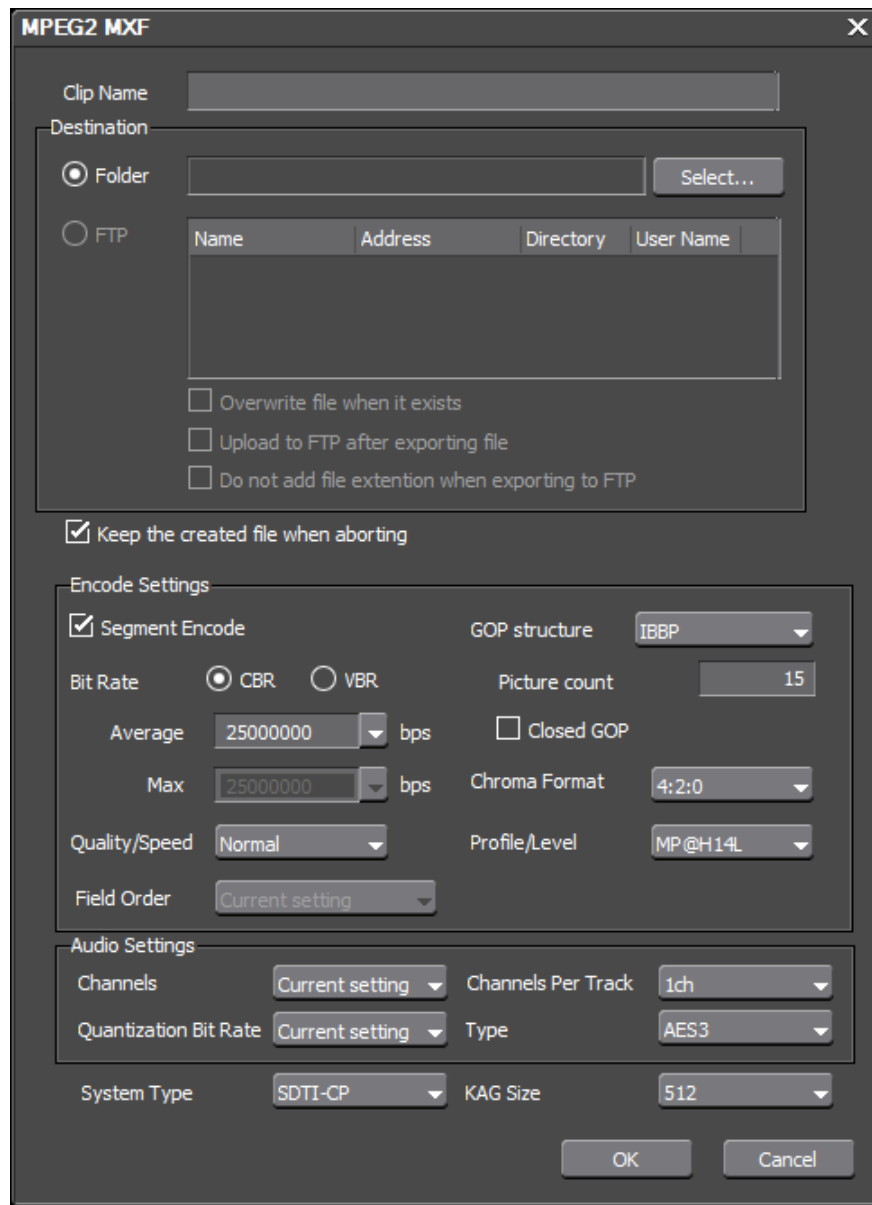 MPEG2 MXF
Clip Name
Destination
Folder Select...
FTP Name Address Directory User Name
Overwrite file when it exists
Upload to FTP after exporting file
Do not add file extention when exporting to FTP
Keep the created file when aborting
Encode Settings
Segment Encode GOP structure IBBP
Bit Rate CBR VBR Picture count 15
Average 25000000 bps Closed GOP
Max 25000000 bps Chroma Format 4:2:0
Quality/Speed Normal Profile/Level MP@H14L
Field Order Current setting
Audio Settings
Channels Current setting Channels Per Track 1ch
Quantization Bit Rate Current setting Type AES3
System Type SDTI-CP KAG Size 512
OK Cancel